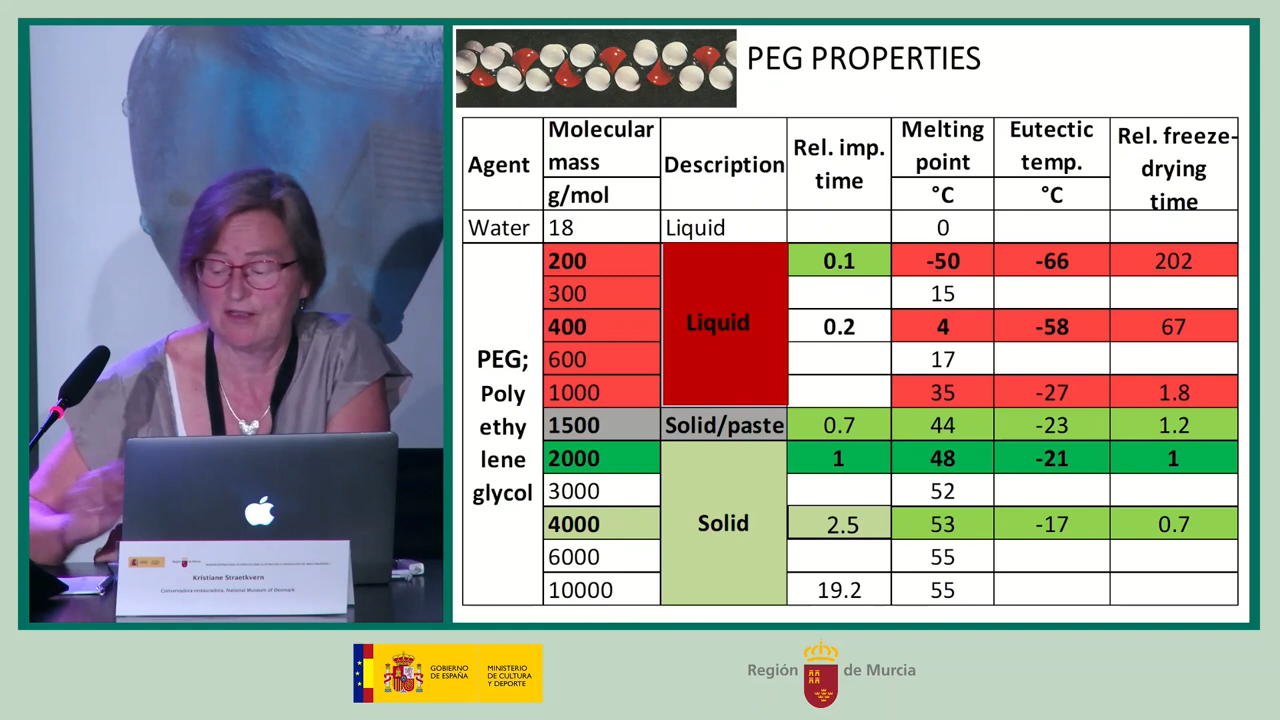 PEG PROPERTIES
Agent Molecular mass g/mol Description Rel. imp. time Melting point °C Eutectic temp. °C Rel. freeze-drying time
Water 18 Liquid 0
PEG; Poly ethy lene glycol
200 Liquid 0.1 -50 -66 202
300 15
400 0.2 4 -58 67
600 17
1000 35 -27 1.8
1500 Solid/paste 0.7 44 -23 1.2
2000 Solid 1 48 -21 1
3000 52
4000 2.5 53 -17 0.7
6000 55
10000 19.2 55
Kristiane Straetkvern
Conservadora-restauradora, National Museum of Denmark
GOBIERNO
DE ESPAÑA
MINISTERIO
DE CULTURA
Y DEPORTE
Región de Murcia